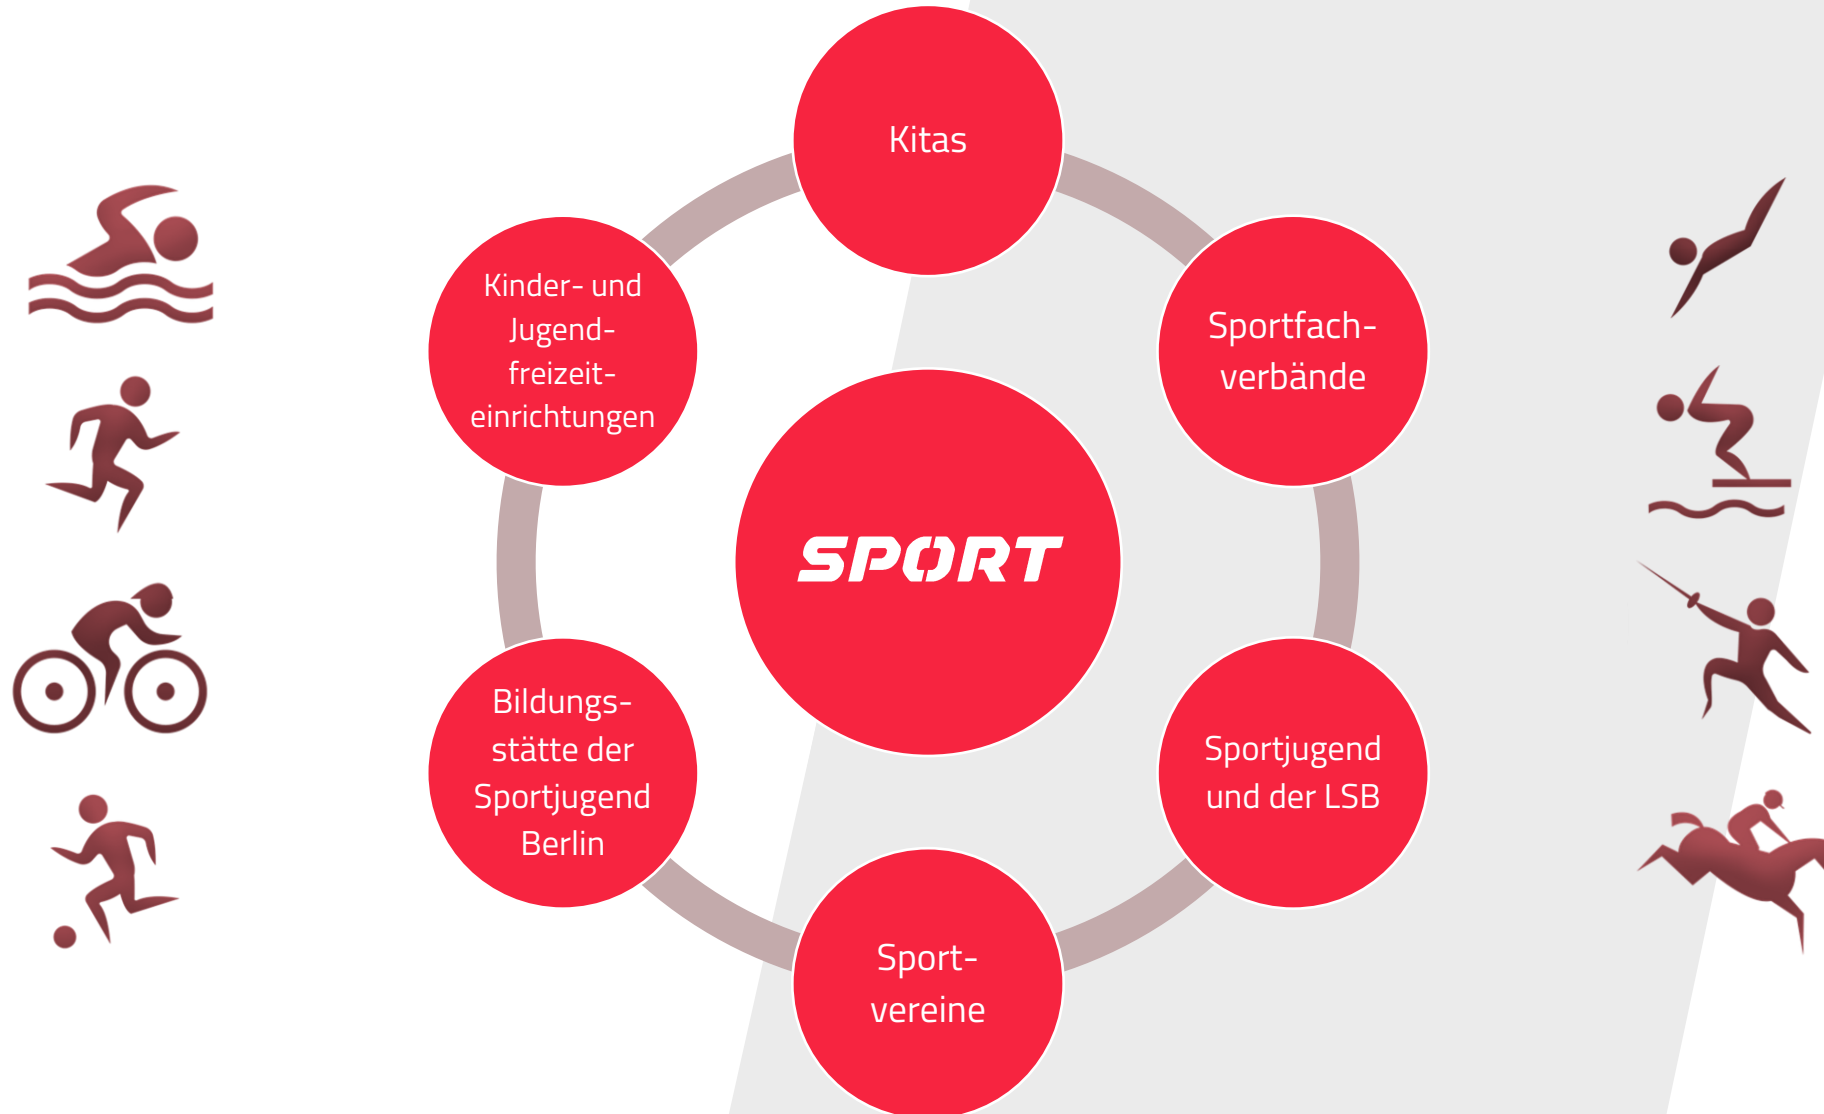 Kitas
Kinder- und
Jugend-
freizeit-
einrichtungen
Sportfach-
verbände
SPORT
Bildungs-
stätte der
Sportjugend
Berlin
Sportjugend
und der LSB
Sport-
vereine